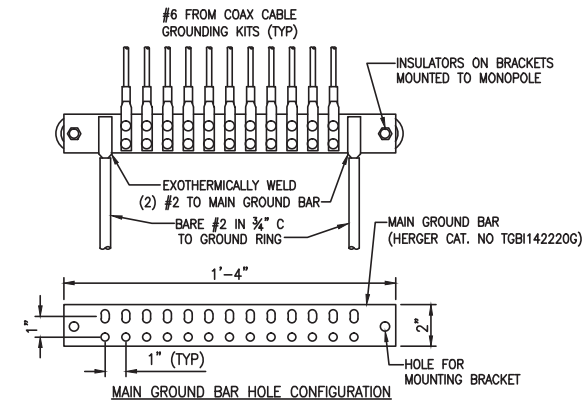 #6 FROM COAX CABLE
GROUNDING KITS (TYP)
INSULATORS ON BRACKETS
MOUNTED TO MONOPOLE
EXOTHERMICALLY WELD
(2) #2 TO MAIN GROUND BAR
BARE #2 IN ¾" C
TO GROUND RING
MAIN GROUND BAR
(HERGER CAT. NO TGBI142220G)
1'-4"
1"
2"
1" (TYP)
HOLE FOR
MOUNTING BRACKET
MAIN GROUND BAR HOLE CONFIGURATION